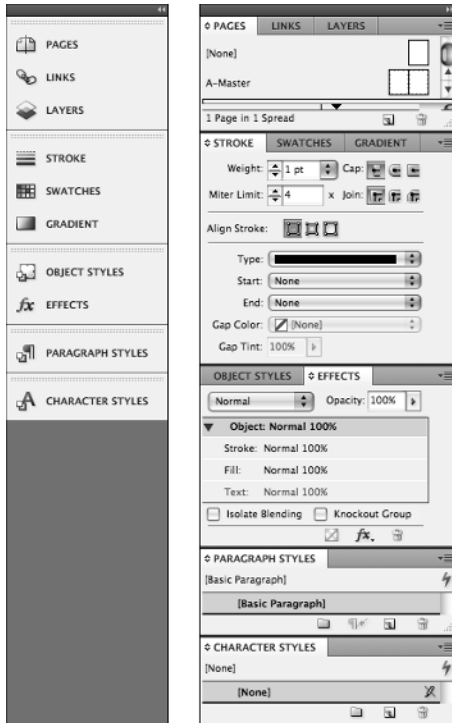 PAGES
LINKS
LAYERS
STROKE
SWATCHES
GRADIENT
OBJECT STYLES
fx EFFECTS
PARAGRAPH STYLES
A CHARACTER STYLES
PAGES LINKS LAYERS
[None]
A-Master
1 Page in 1 Spread
STROKE SWATCHES GRADIENT
Weight: 1 pt Cap:
Miter Limit: 4 x Join:
Align Stroke:
Type:
Start: None
End: None
Gap Color: [None]
Gap Tint: 100%
OBJECT STYLES EFFECTS
Normal Opacity: 100%
Object: Normal 100%
Stroke: Normal 100%
Fill: Normal 100%
Text: Normal 100%
Isolate Blending Knockout Group
fx.
PARAGRAPH STYLES
[Basic Paragraph]
[Basic Paragraph]
CHARACTER STYLES
[None]
[None]